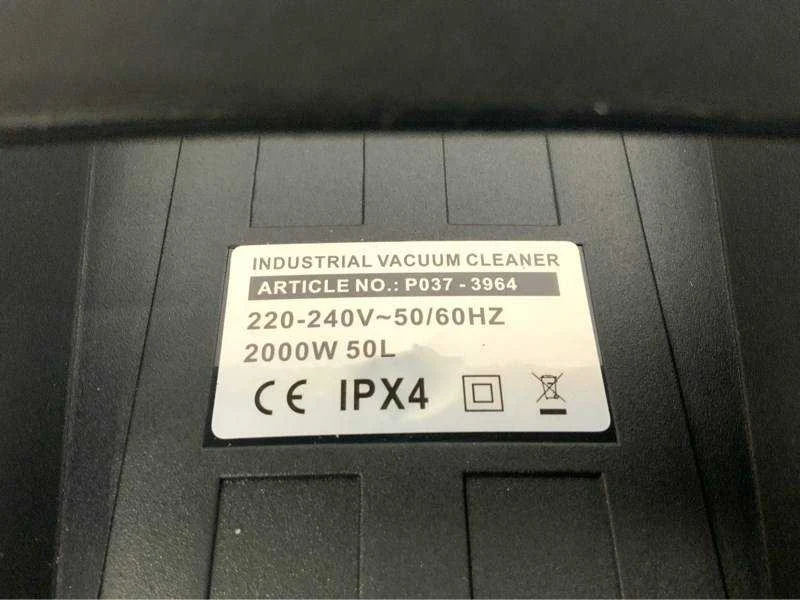 INDUSTRIAL VACUUM CLEANER
ARTICLE NO.: P037 - 3964
220-240V~50/60HZ
2000W 50L
CE IPX4